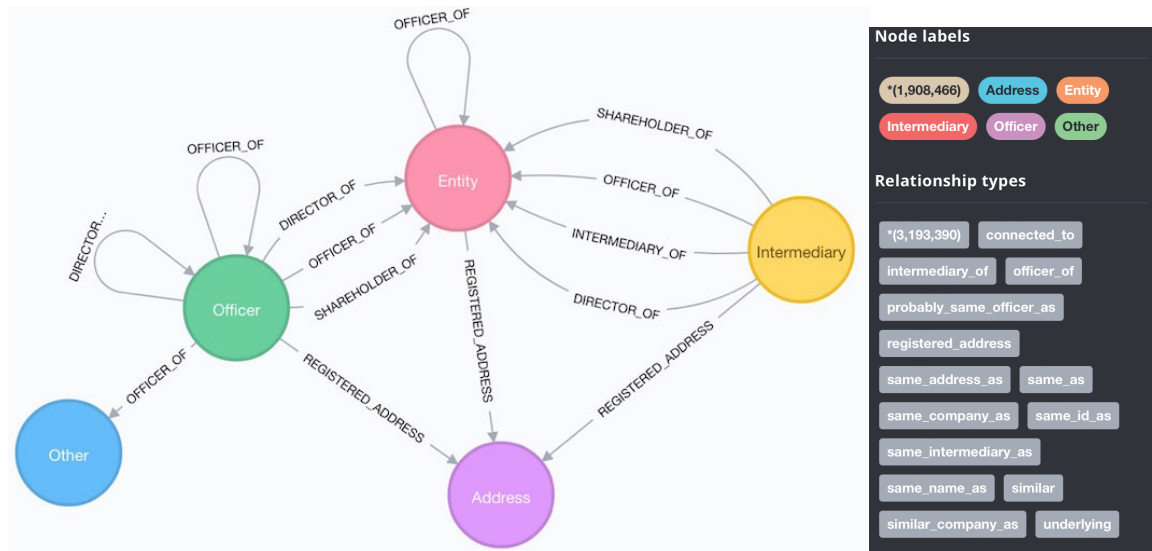 OFFICER_OF
SHAREHOLDER_OF
OFFICER_OF
Entity
DIRECTOR_OF
OFFICER_OF
DIRECTOR...
OFFICER_OF
INTERMEDIARY_OF
Intermediary
SHAREHOLDER_OF
DIRECTOR_OF
Officer
REGISTERED_ADDRESS
REGISTERED_ADDRESS
REGISTERED_ADDRESS
OFFICER_OF
Other
Address
Node labels
*(1,908,466) Address Entity
Intermediary Officer Other
Relationship types
*(3,193,390) connected_to
intermediary_of officer_of
probably_same_officer_as
registered_address
same_address_as same_as
same_company_as same_id_as
same_intermediary_as
same_name_as similar
similar_company_as underlying